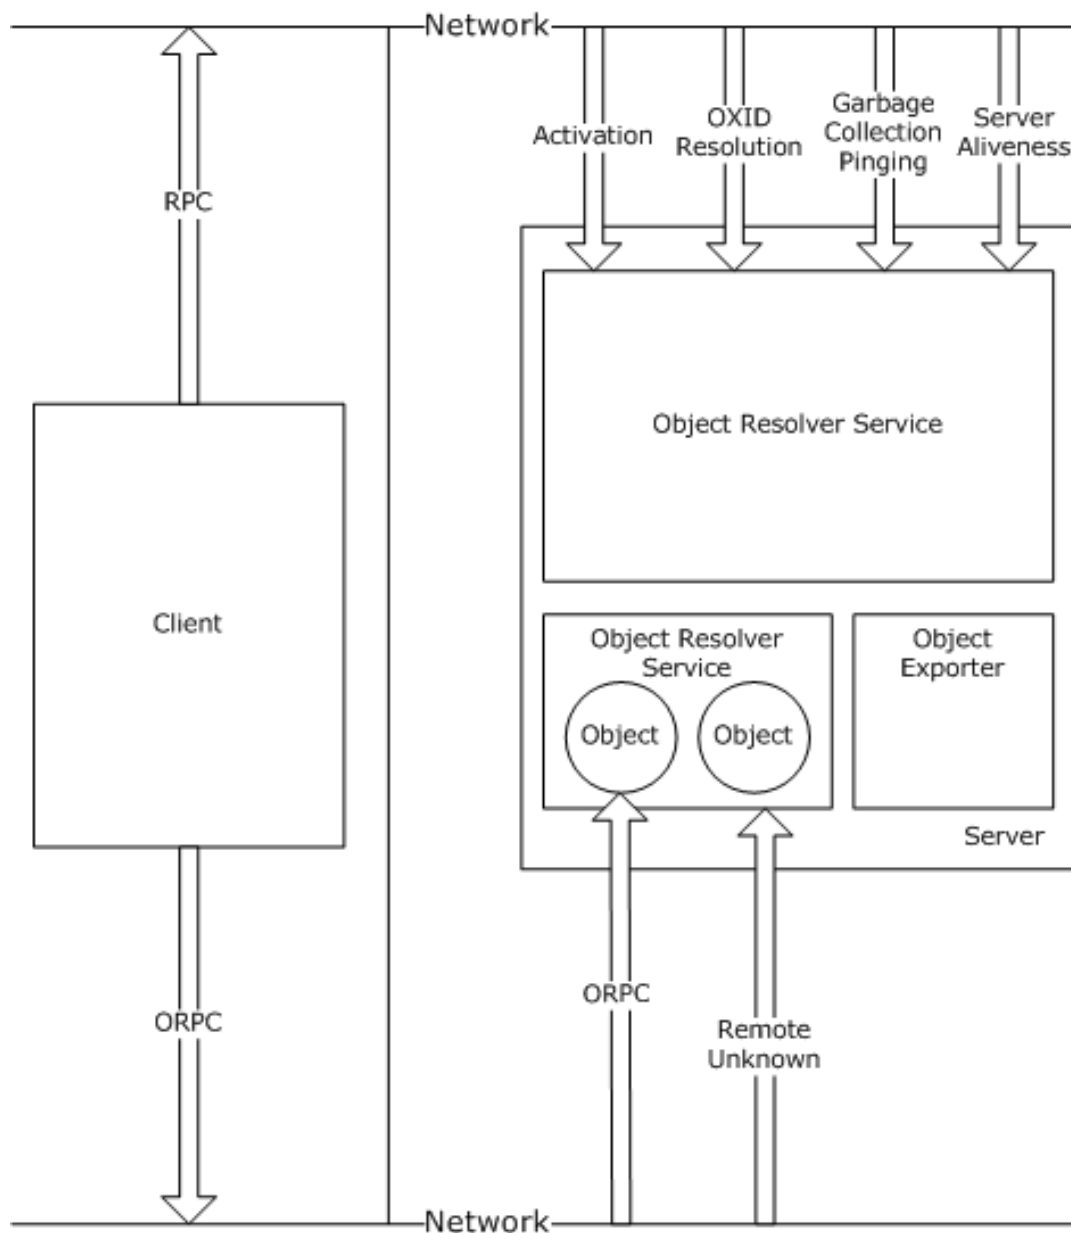 Network
Activation
OXID
Resolution
Garbage
Collection
Pinging
Server
Aliveness
RPC
Object Resolver Service
Client
Object Resolver
Service
Object
Exporter
Object
Object
Server
ORPC
ORPC
Remote
Unknown
Network